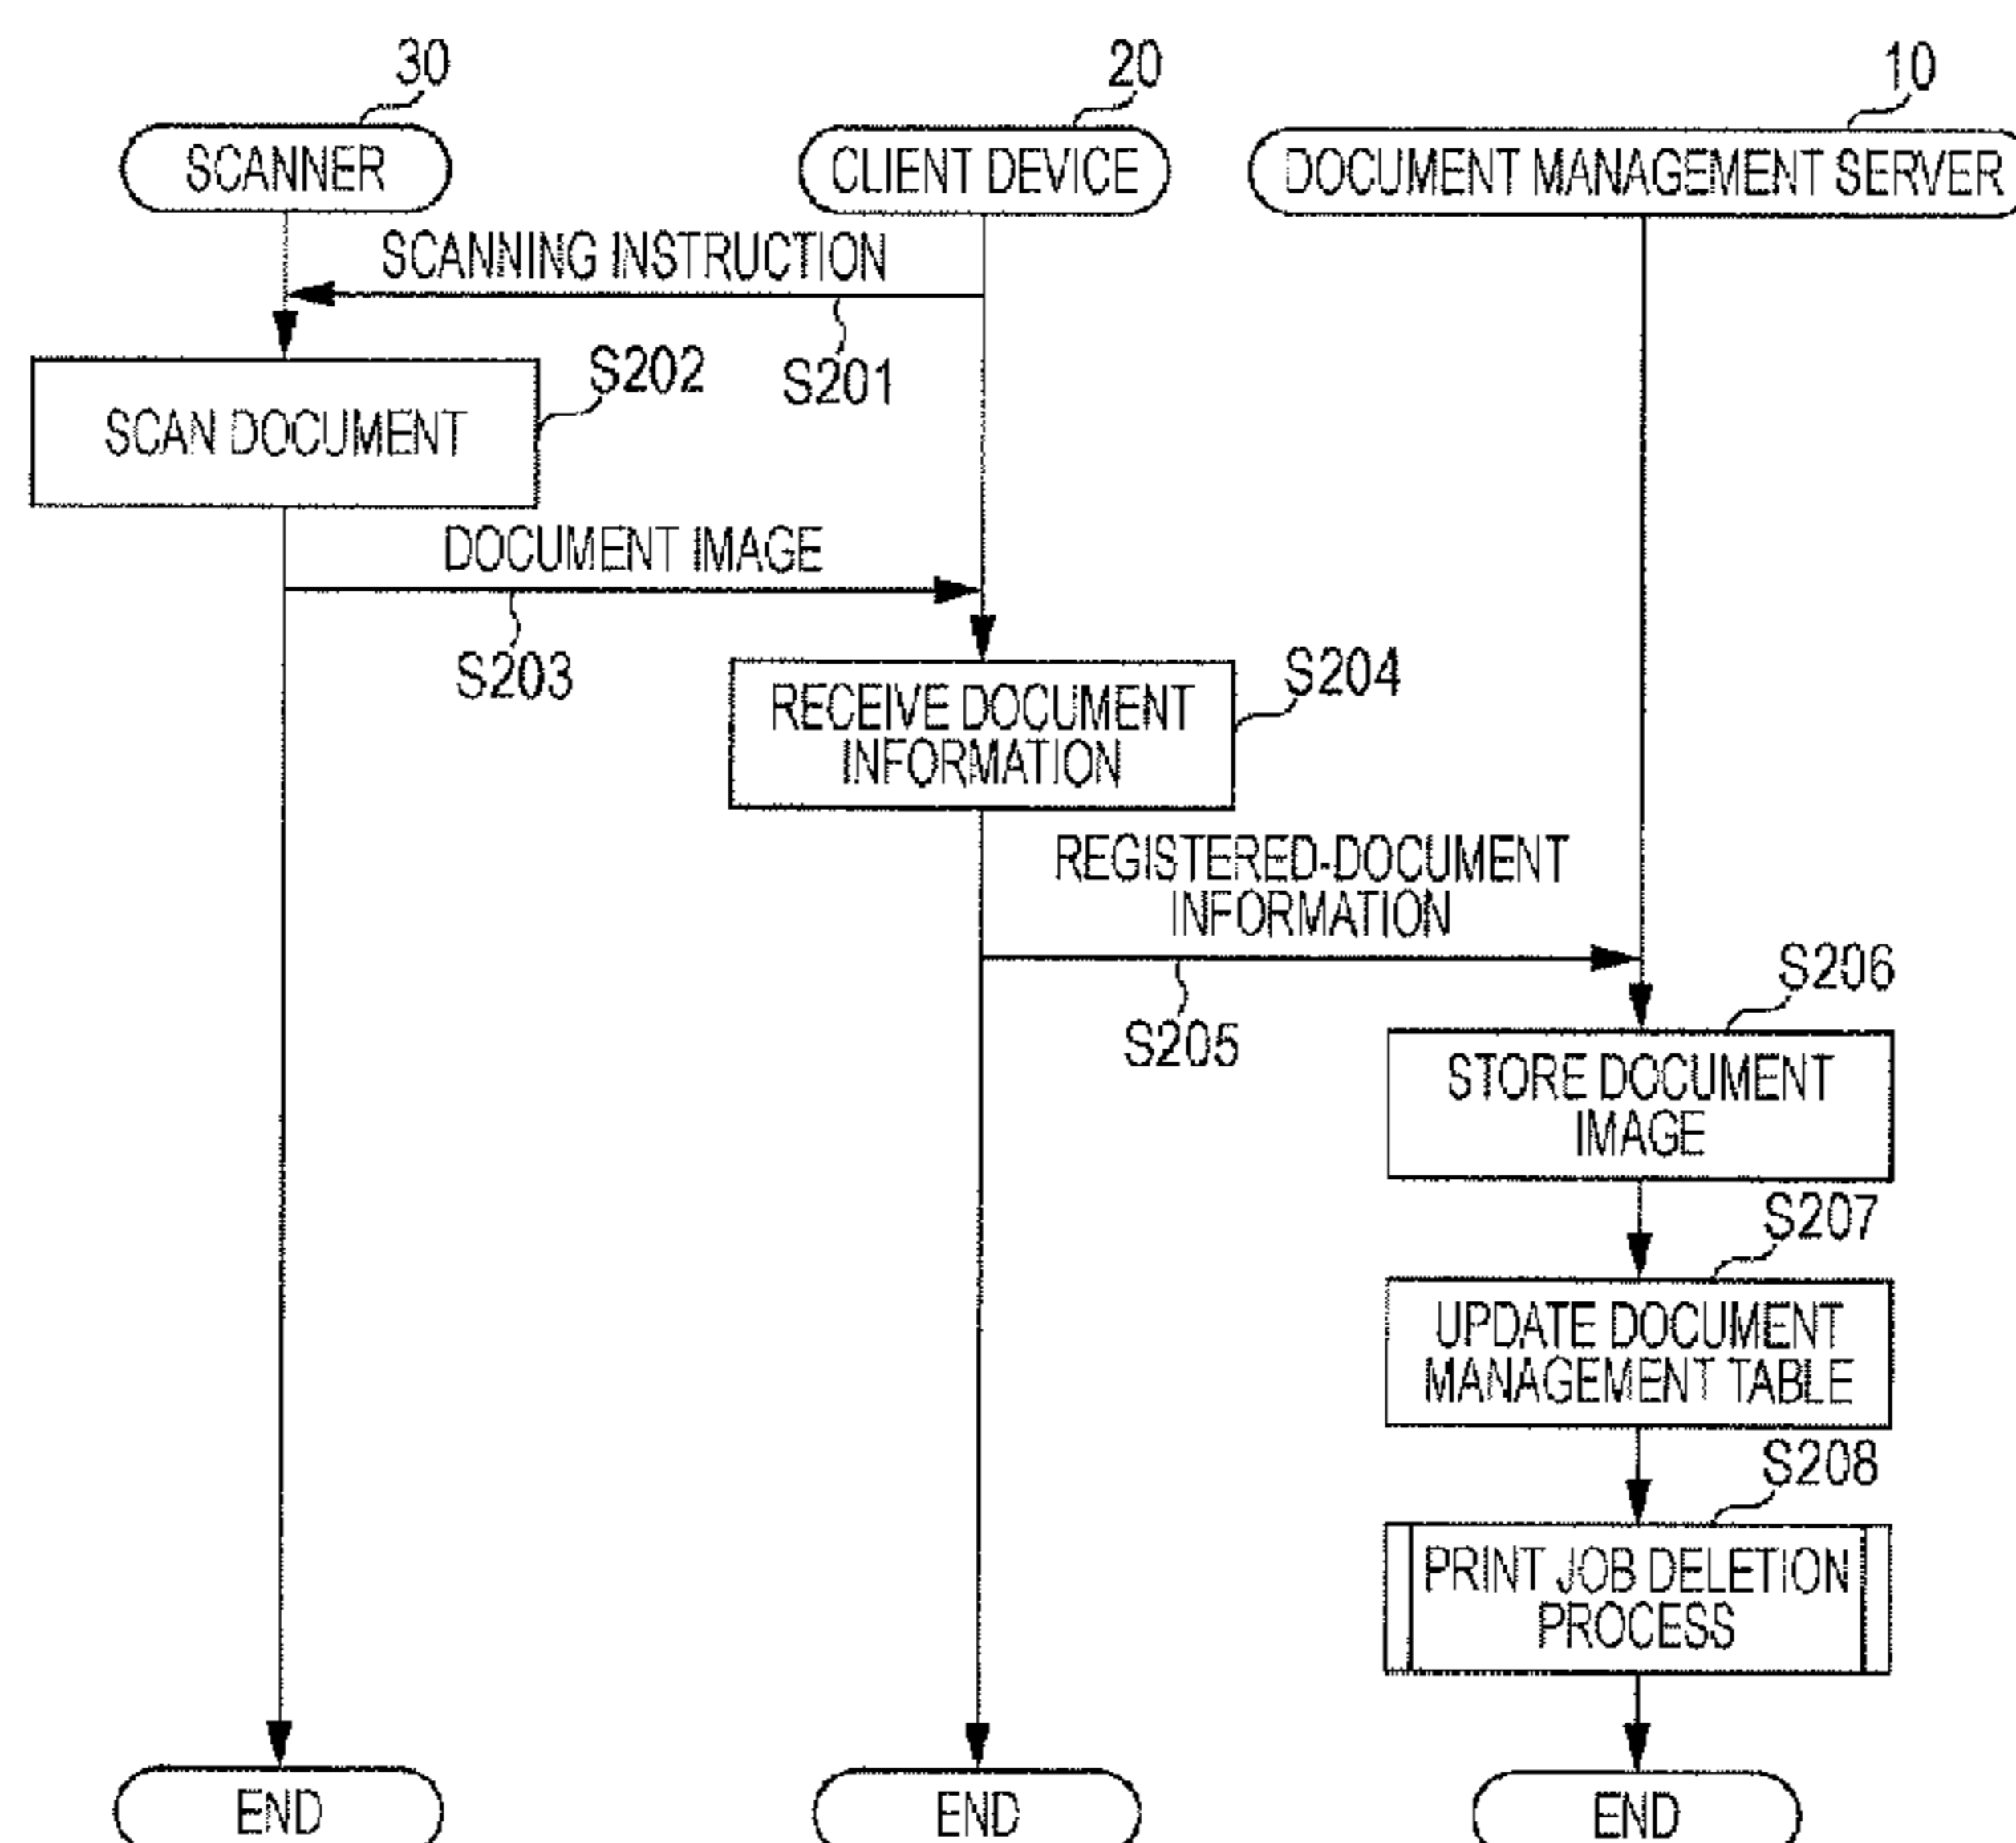 30
20
10
SCANNER
CLIENT DEVICE
DOCUMENT MANAGEMENT SERVER
SCANNING INSTRUCTION
S201
S202
SCAN DOCUMENT
DOCUMENT IMAGE
S203
S204
RECEIVE DOCUMENT
INFORMATION
REGISTERED-DOCUMENT
INFORMATION
S205
S206
STORE DOCUMENT
IMAGE
S207
UPDATE DOCUMENT
MANAGEMENT TABLE
S208
PRINT JOB DELETION
PROCESS
END
END
END